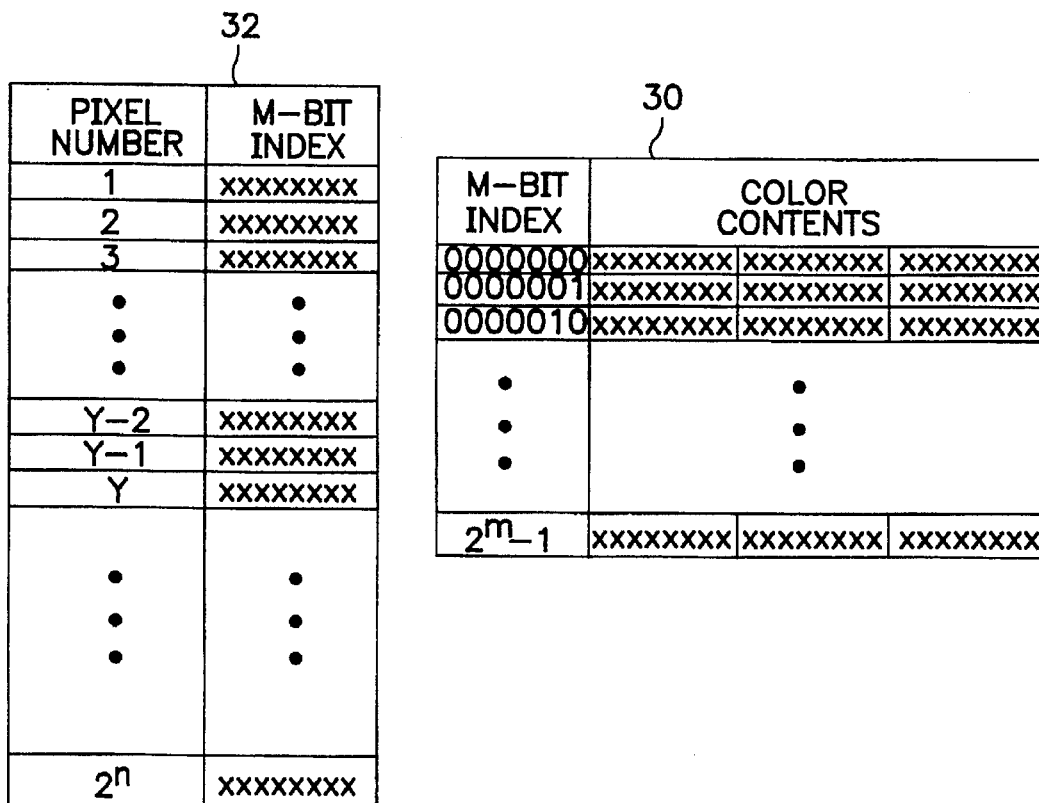 32
PIXEL NUMBER M-BIT INDEX
1 xxxxxxxx
2 xxxxxxxx
3 xxxxxxxx
Y-2 xxxxxxxx
Y-1 xxxxxxxx
Y xxxxxxxx
2^n xxxxxxxx
30
M-BIT INDEX COLOR CONTENTS
0000000 xxxxxxxx xxxxxxxx xxxxxxxx
0000001 xxxxxxxx xxxxxxxx xxxxxxxx
0000010 xxxxxxxx xxxxxxxx xxxxxxxx
2^m-1 xxxxxxxx xxxxxxxx xxxxxxxx